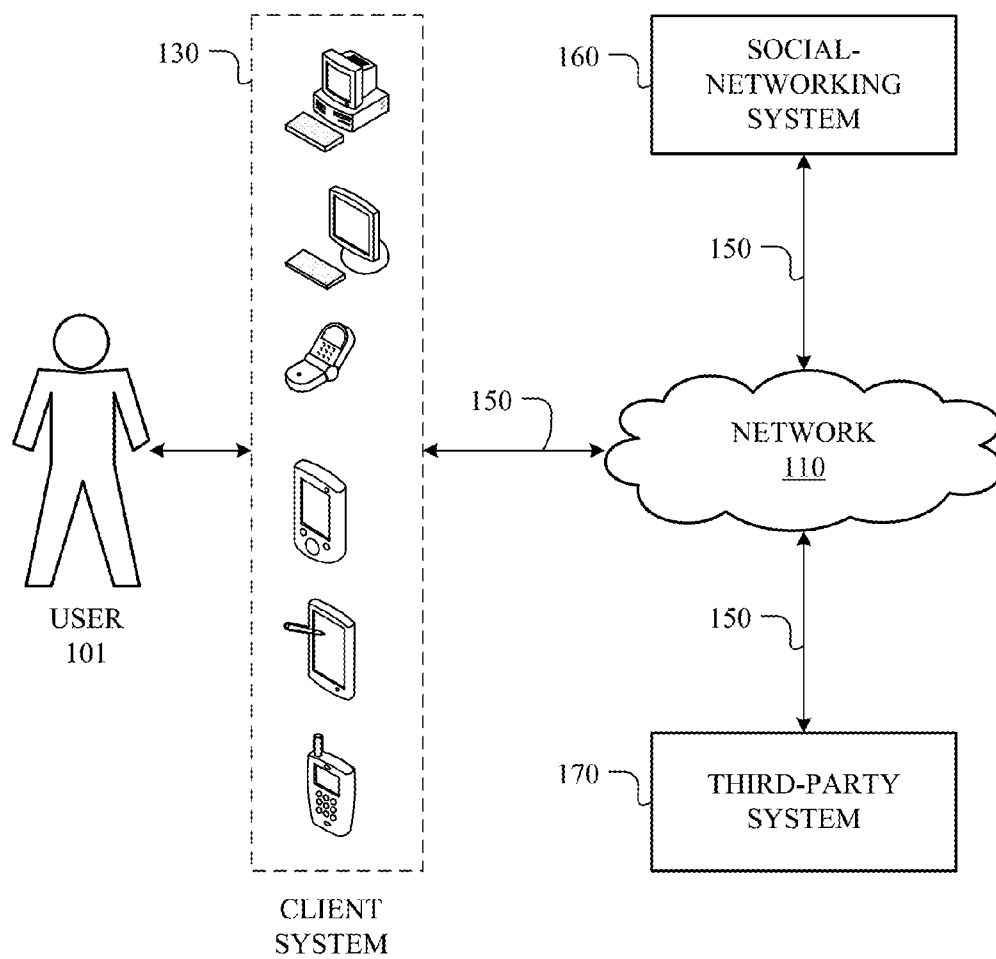 130
160
SOCIAL-
NETWORKING
SYSTEM
150
150
NETWORK
110
USER
101
150
170
THIRD-PARTY
SYSTEM
CLIENT
SYSTEM